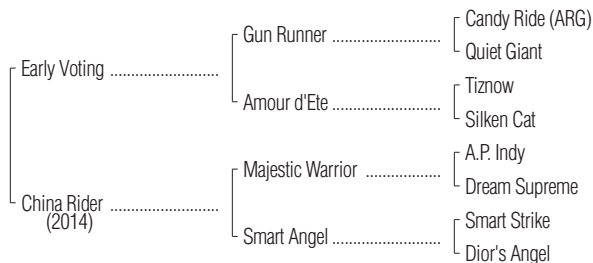 Candy Ride (ARG)
Gun Runner ........................
Quiet Giant
Early Voting ........................
Tiznow
Amour d'Ete ........................
Silken Cat
A.P. Indy
Majestic Warrior ................
Dream Supreme
China Rider ........................
(2014)
Smart Strike
Smart Angel ........................
Dior's Angel